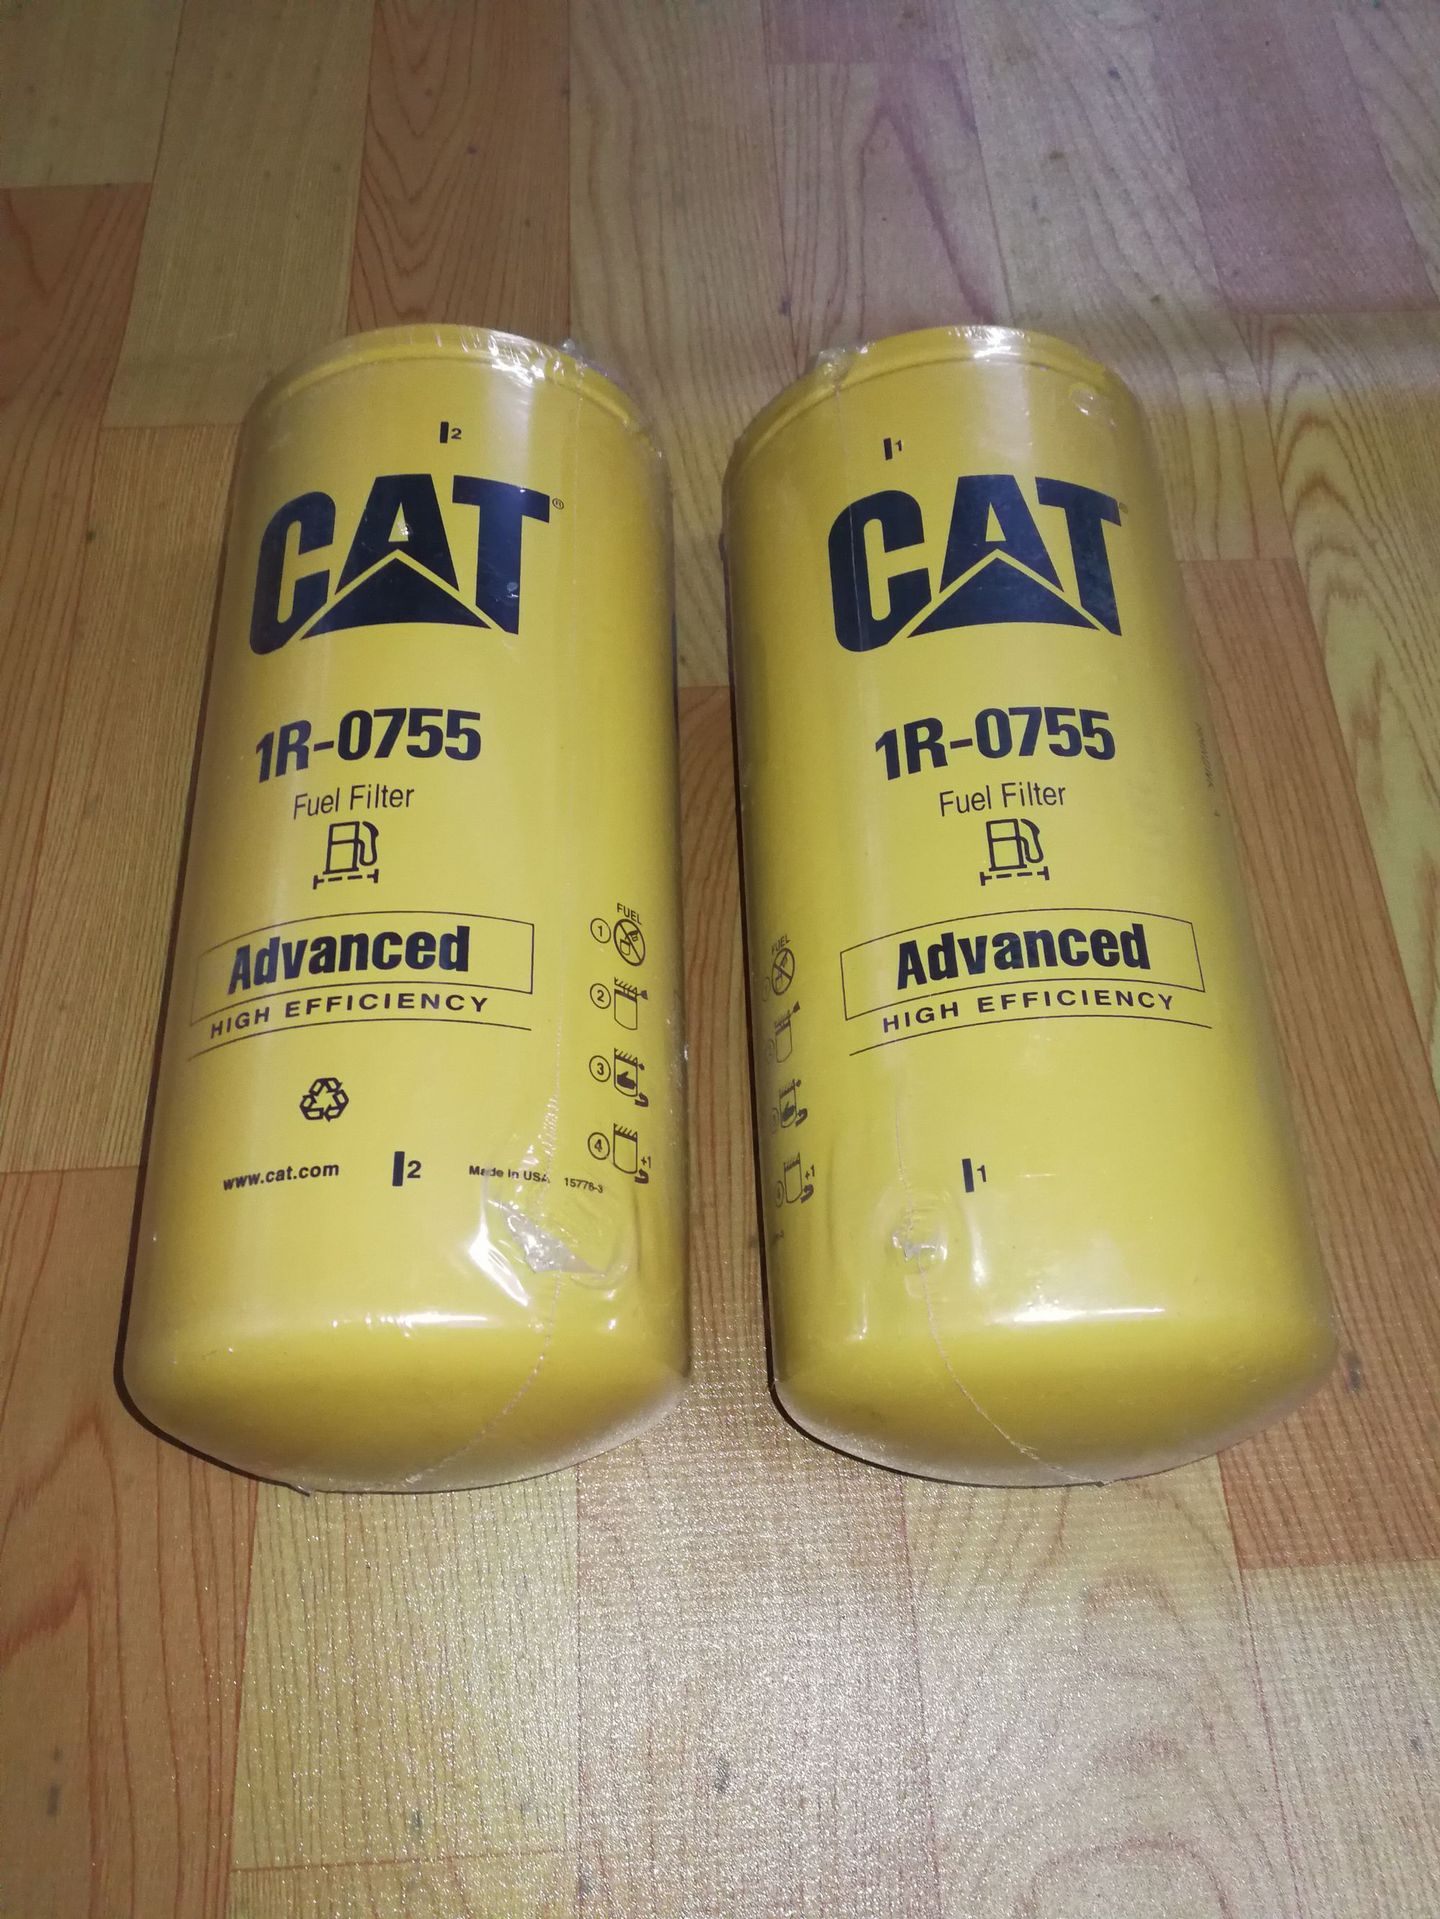 2
CAT®
1R-0755
Fuel Filter
Advanced
HIGH EFFICIENCY
FUEL
1
2
3
4
+1
www.cat.com
2
Made in USA 15778-3
1
CAT
1R-0755
Fuel Filter
Advanced
HIGH EFFICIENCY
FUEL
+1
1